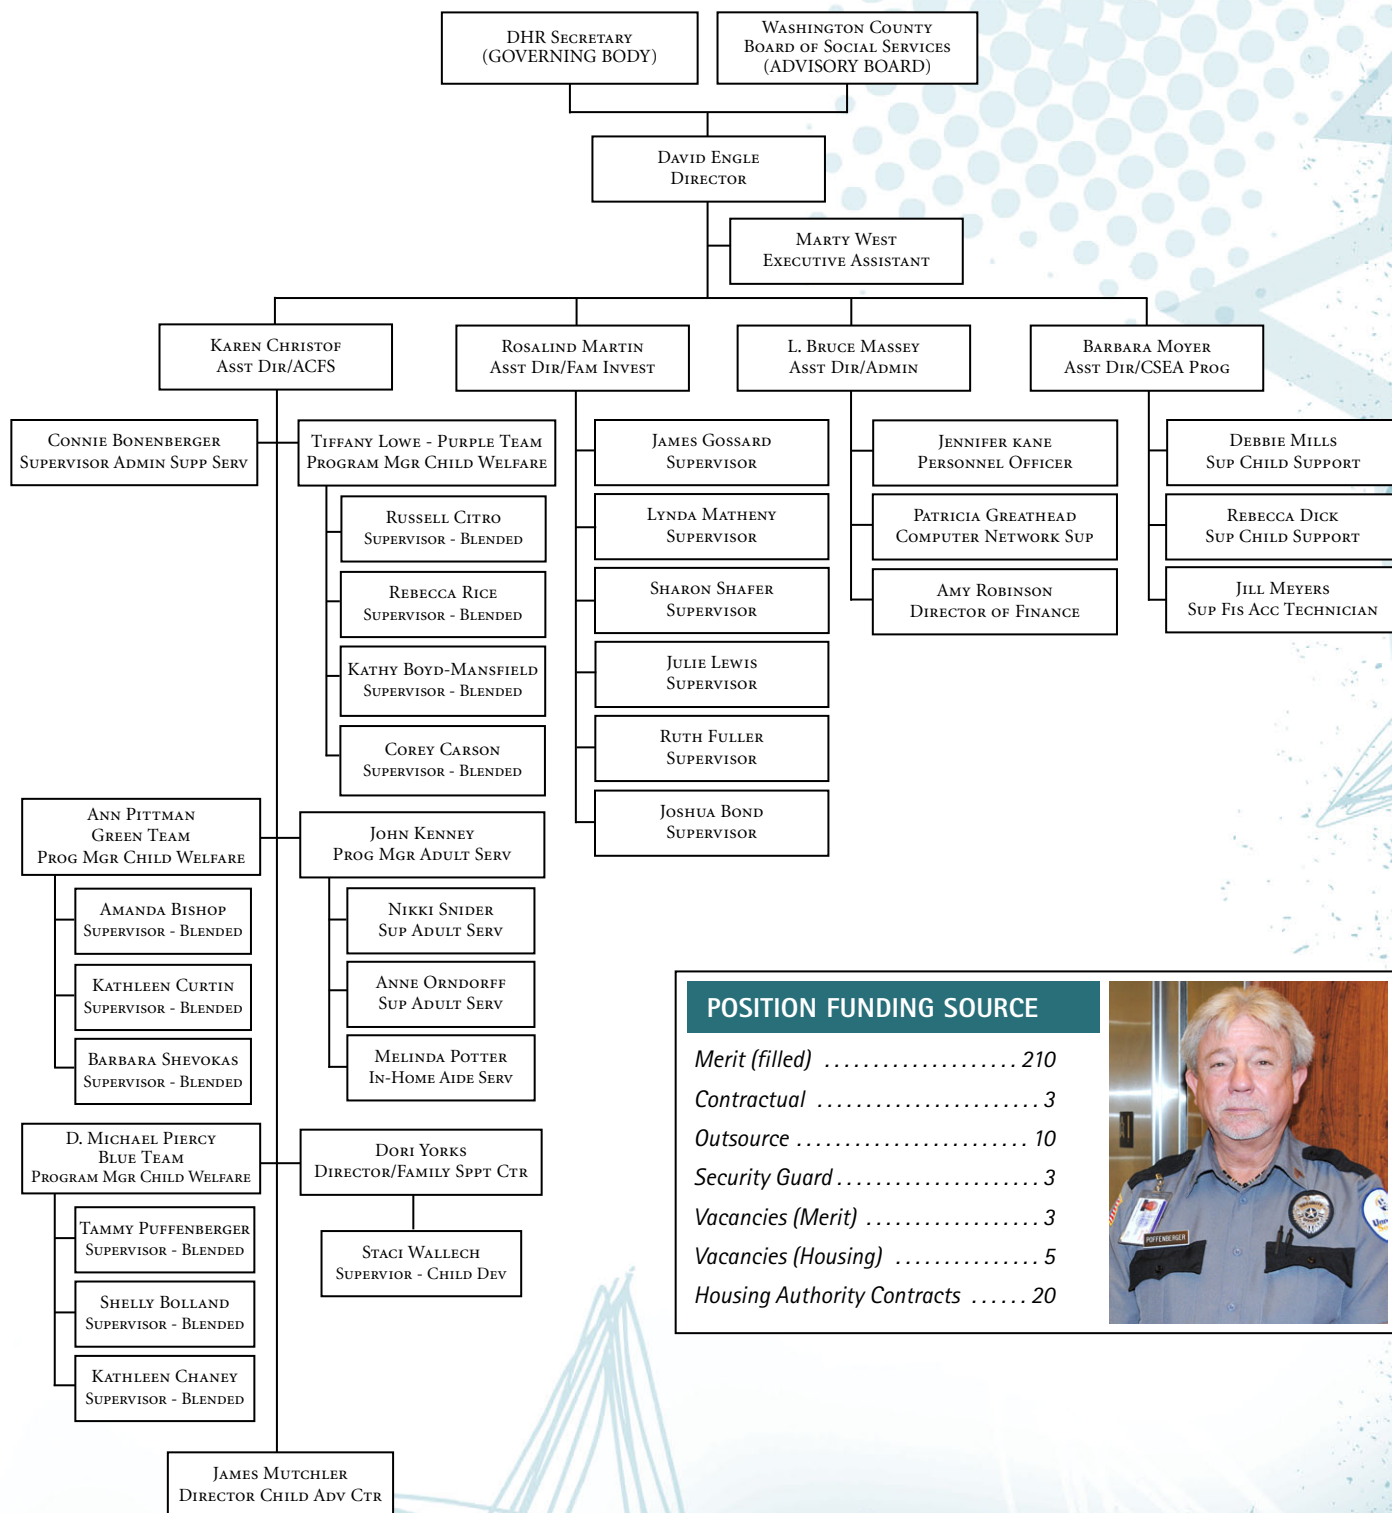 DHR Secretary
(GOVERNING BODY)
Washington County
Board of Social Services
(ADVISORY BOARD)
David Engle
Director
Marty West
Executive Assistant
Karen Christof
Asst Dir/ACFS
Rosalind Martin
Asst Dir/Fam Invest
L. Bruce Massey
Asst Dir/Admin
Barbara Moyer
Asst Dir/CSEA Prog
Connie Bonenberger
Supervisor Admin Supp Serv
Tiffany Lowe - Purple Team
Program Mgr Child Welfare
Russell Citro
Supervisor - Blended
Rebecca Rice
Supervisor - Blended
Kathy Boyd-Mansfield
Supervisor - Blended
Corey Carson
Supervisor - Blended
James Gossard
Supervisor
Lynda Matheny
Supervisor
Sharon Shafer
Supervisor
Julie Lewis
Supervisor
Ruth Fuller
Supervisor
Joshua Bond
Supervisor
Jennifer kane
Personnel Officer
Patricia Greathead
Computer Network Sup
Amy Robinson
Director of Finance
Debbie Mills
Sup Child Support
Rebecca Dick
Sup Child Support
Jill Meyers
Sup Fis Acc Technician
Ann Pittman
Green Team
Prog Mgr Child Welfare
Amanda Bishop
Supervisor - Blended
Kathleen Curtin
Supervisor - Blended
Barbara Shevokas
Supervisor - Blended
John Kenney
Prog Mgr Adult Serv
Nikki Snider
Sup Adult Serv
Anne Orndorff
Sup Adult Serv
Melinda Potter
In-Home Aide Serv
D. Michael Piercy
Blue Team
Program Mgr Child Welfare
Tammy Puffenberger
Supervisor - Blended
Shelly Bolland
Supervisor - Blended
Kathleen Chaney
Supervisor - Blended
Dori Yorks
Director/Family Sppt Ctr
Staci Wallech
Supervior - Child Dev
James Mutchler
Director Child Adv Ctr
POSITION FUNDING SOURCE
Merit (filled) .................... 210
Contractual ....................... 3
Outsource ........................ 10
Security Guard ..................... 3
Vacancies (Merit) .................. 3
Vacancies (Housing) ............... 5
Housing Authority Contracts ...... 20
POFFENBERGER